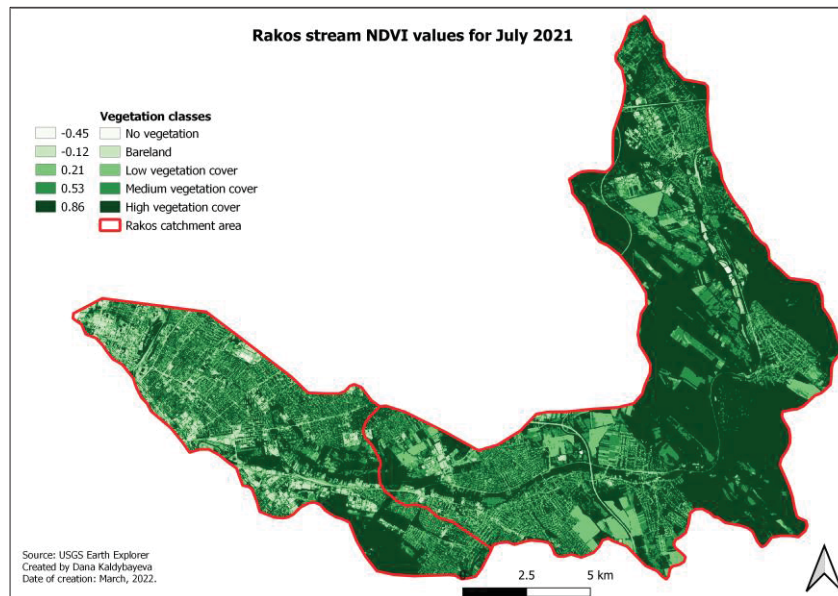 Rakos stream NDVI values for July 2021
Vegetation classes
-0.45 No vegetation
-0.12 Bareland
0.21 Low vegetation cover
0.53 Medium vegetation cover
0.86 High vegetation cover
Rakos catchment area
Source: USGS Earth Explorer
Created by Dana Kaldybayeva
Date of creation: March, 2022.
2.5 5 km